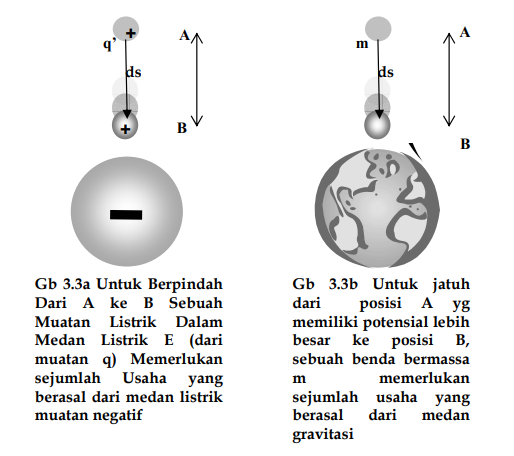 +
q’
A
ds
+
B
Gb 3.3a Untuk Berpindah
Dari A ke B Sebuah
Muatan Listrik Dalam
Medan Listrik E (dari
muatan q) Memerlukan
sejumlah Usaha yang
berasal dari medan listrik
muatan negatif
m
A
ds
B
Gb 3.3b Untuk jatuh
dari posisi A yg
memiliki potensial lebih
besar ke posisi B,
sebuah benda bermassa
m memerlukan
sejumlah usaha yang
berasal dari medan
gravitasi